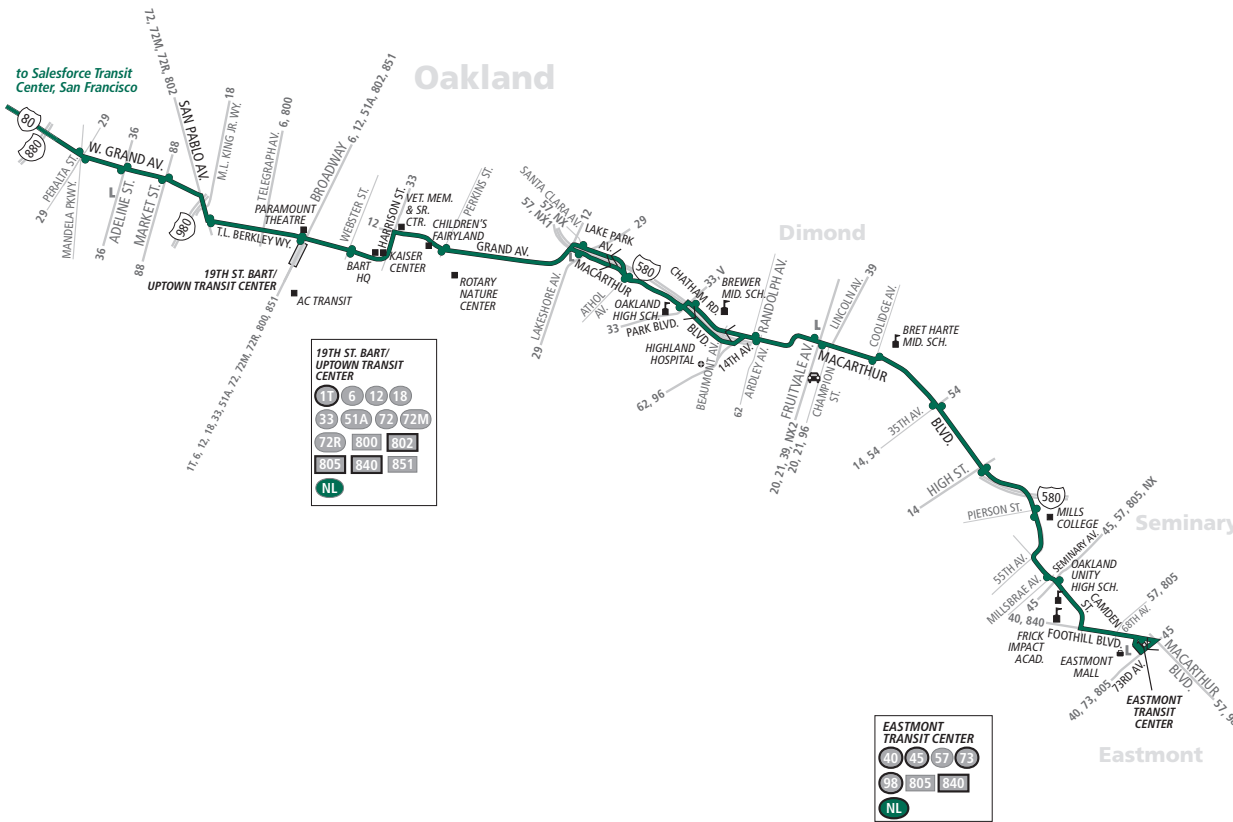 Oakland
to Salesforce Transit
Center, San Francisco
80
880
29
PERALTA ST.
29
MANDELA PKWY.
W. GRAND AV.
36
ADELINE ST.
36
L
88
MARKET ST.
88
72, 72M, 72R, 802
SAN PABLO AV.
18
M.L. KING JR. WY.
980
T.L. BERKLEY WY.
6, 800
TELEGRAPH AV.
PARAMOUNT
THEATRE
6, 12, 51A, 802, 851
BROADWAY
19TH ST. BART/
UPTOWN TRANSIT CENTER
1T, 6, 12, 18, 33, 51A, 72, 72M, 72R, 800, 851
AC TRANSIT
WEBSTER ST.
BART
HQ
12
HARRISON ST.
33
KAISER
CENTER
VET. MEM.
& SR.
CTR.
CHILDREN'S
FAIRYLAND
PERKINS ST.
ROTARY
NATURE
CENTER
GRAND AV.
SANTA CLARA AV.
57, NX
57, NX1
12
LAKE PARK
AV.
29
L
LAKESHORE AV.
29
MACARTHUR
BLVD.
ATHOL
AV.
580
CHATHAM RD.
33, V
BREWER
MID. SCH.
OAKLAND
HIGH SCH.
33
PARK BLVD.
HIGHLAND
HOSPITAL
62, 96
BEAUMONT AV.
14TH AV.
RANDOLPH AV.
ARDLEY AV.
62
Dimond
L
FRUITVALE AV.
20, 21, 39, NX2
LINCOLN AV.
39
CHAMPION
ST.
20, 21, 96
MACARTHUR
BLVD.
COOLIDGE AV.
BRET HARTE
MID. SCH.
54
35TH AV.
14, 54
HIGH ST.
14
580
PIERSON ST.
MILLS
COLLEGE
Seminary
45, 57, 805, NX
SEMINARY AV.
45
55TH AV.
MILLSBRAE AV.
OAKLAND
UNITY
HIGH SCH.
CAMDEN
ST.
40, 840
FRICK
IMPACT
ACAD.
FOOTHILL BLVD.
57, 805
68TH AV.
EASTMONT
MALL
L
45
MACARTHUR
BLVD.
73RD AV.
40, 73, 805
EASTMONT
TRANSIT
CENTER
Eastmont
19TH ST. BART/
UPTOWN TRANSIT
CENTER
1T 6 12 18
33 51A 72 72M
72R 800 802
805 840 851
NL
EASTMONT
TRANSIT CENTER
40 45 57 73
98 805 840
NL